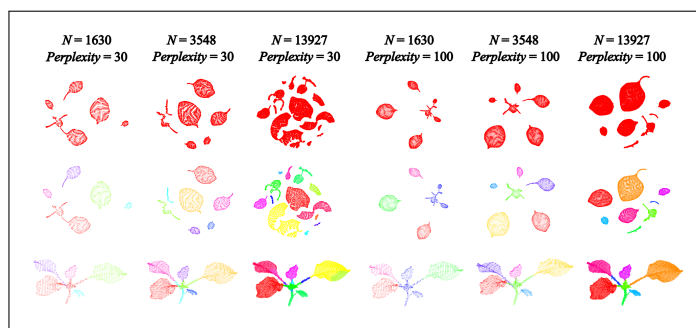 N = 1630 N = 3548 N = 13927 N = 1630 N = 3548 N = 13927
Perplexity = 30 Perplexity = 30 Perplexity = 30 Perplexity = 100 Perplexity = 100 Perplexity = 100